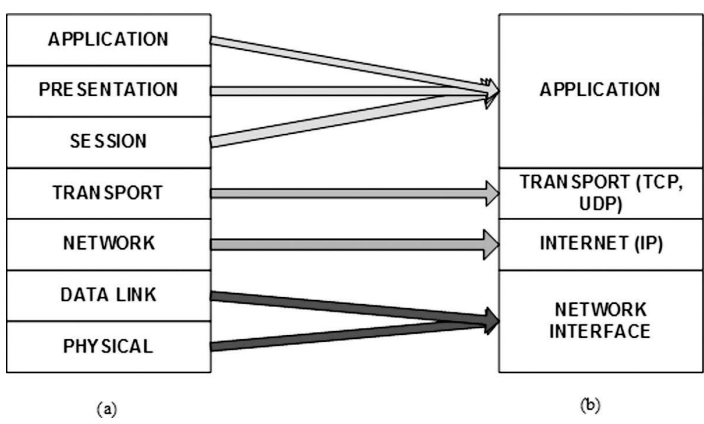 APPLICATION
PRESENTATION
SESSION
TRANSPORT
NETWORK
DATA LINK
PHYSICAL
(a)
APPLICATION
TRANSPORT (TCP,
UDP)
INTERNET (IP)
NETWORK
INTERFACE
(b)